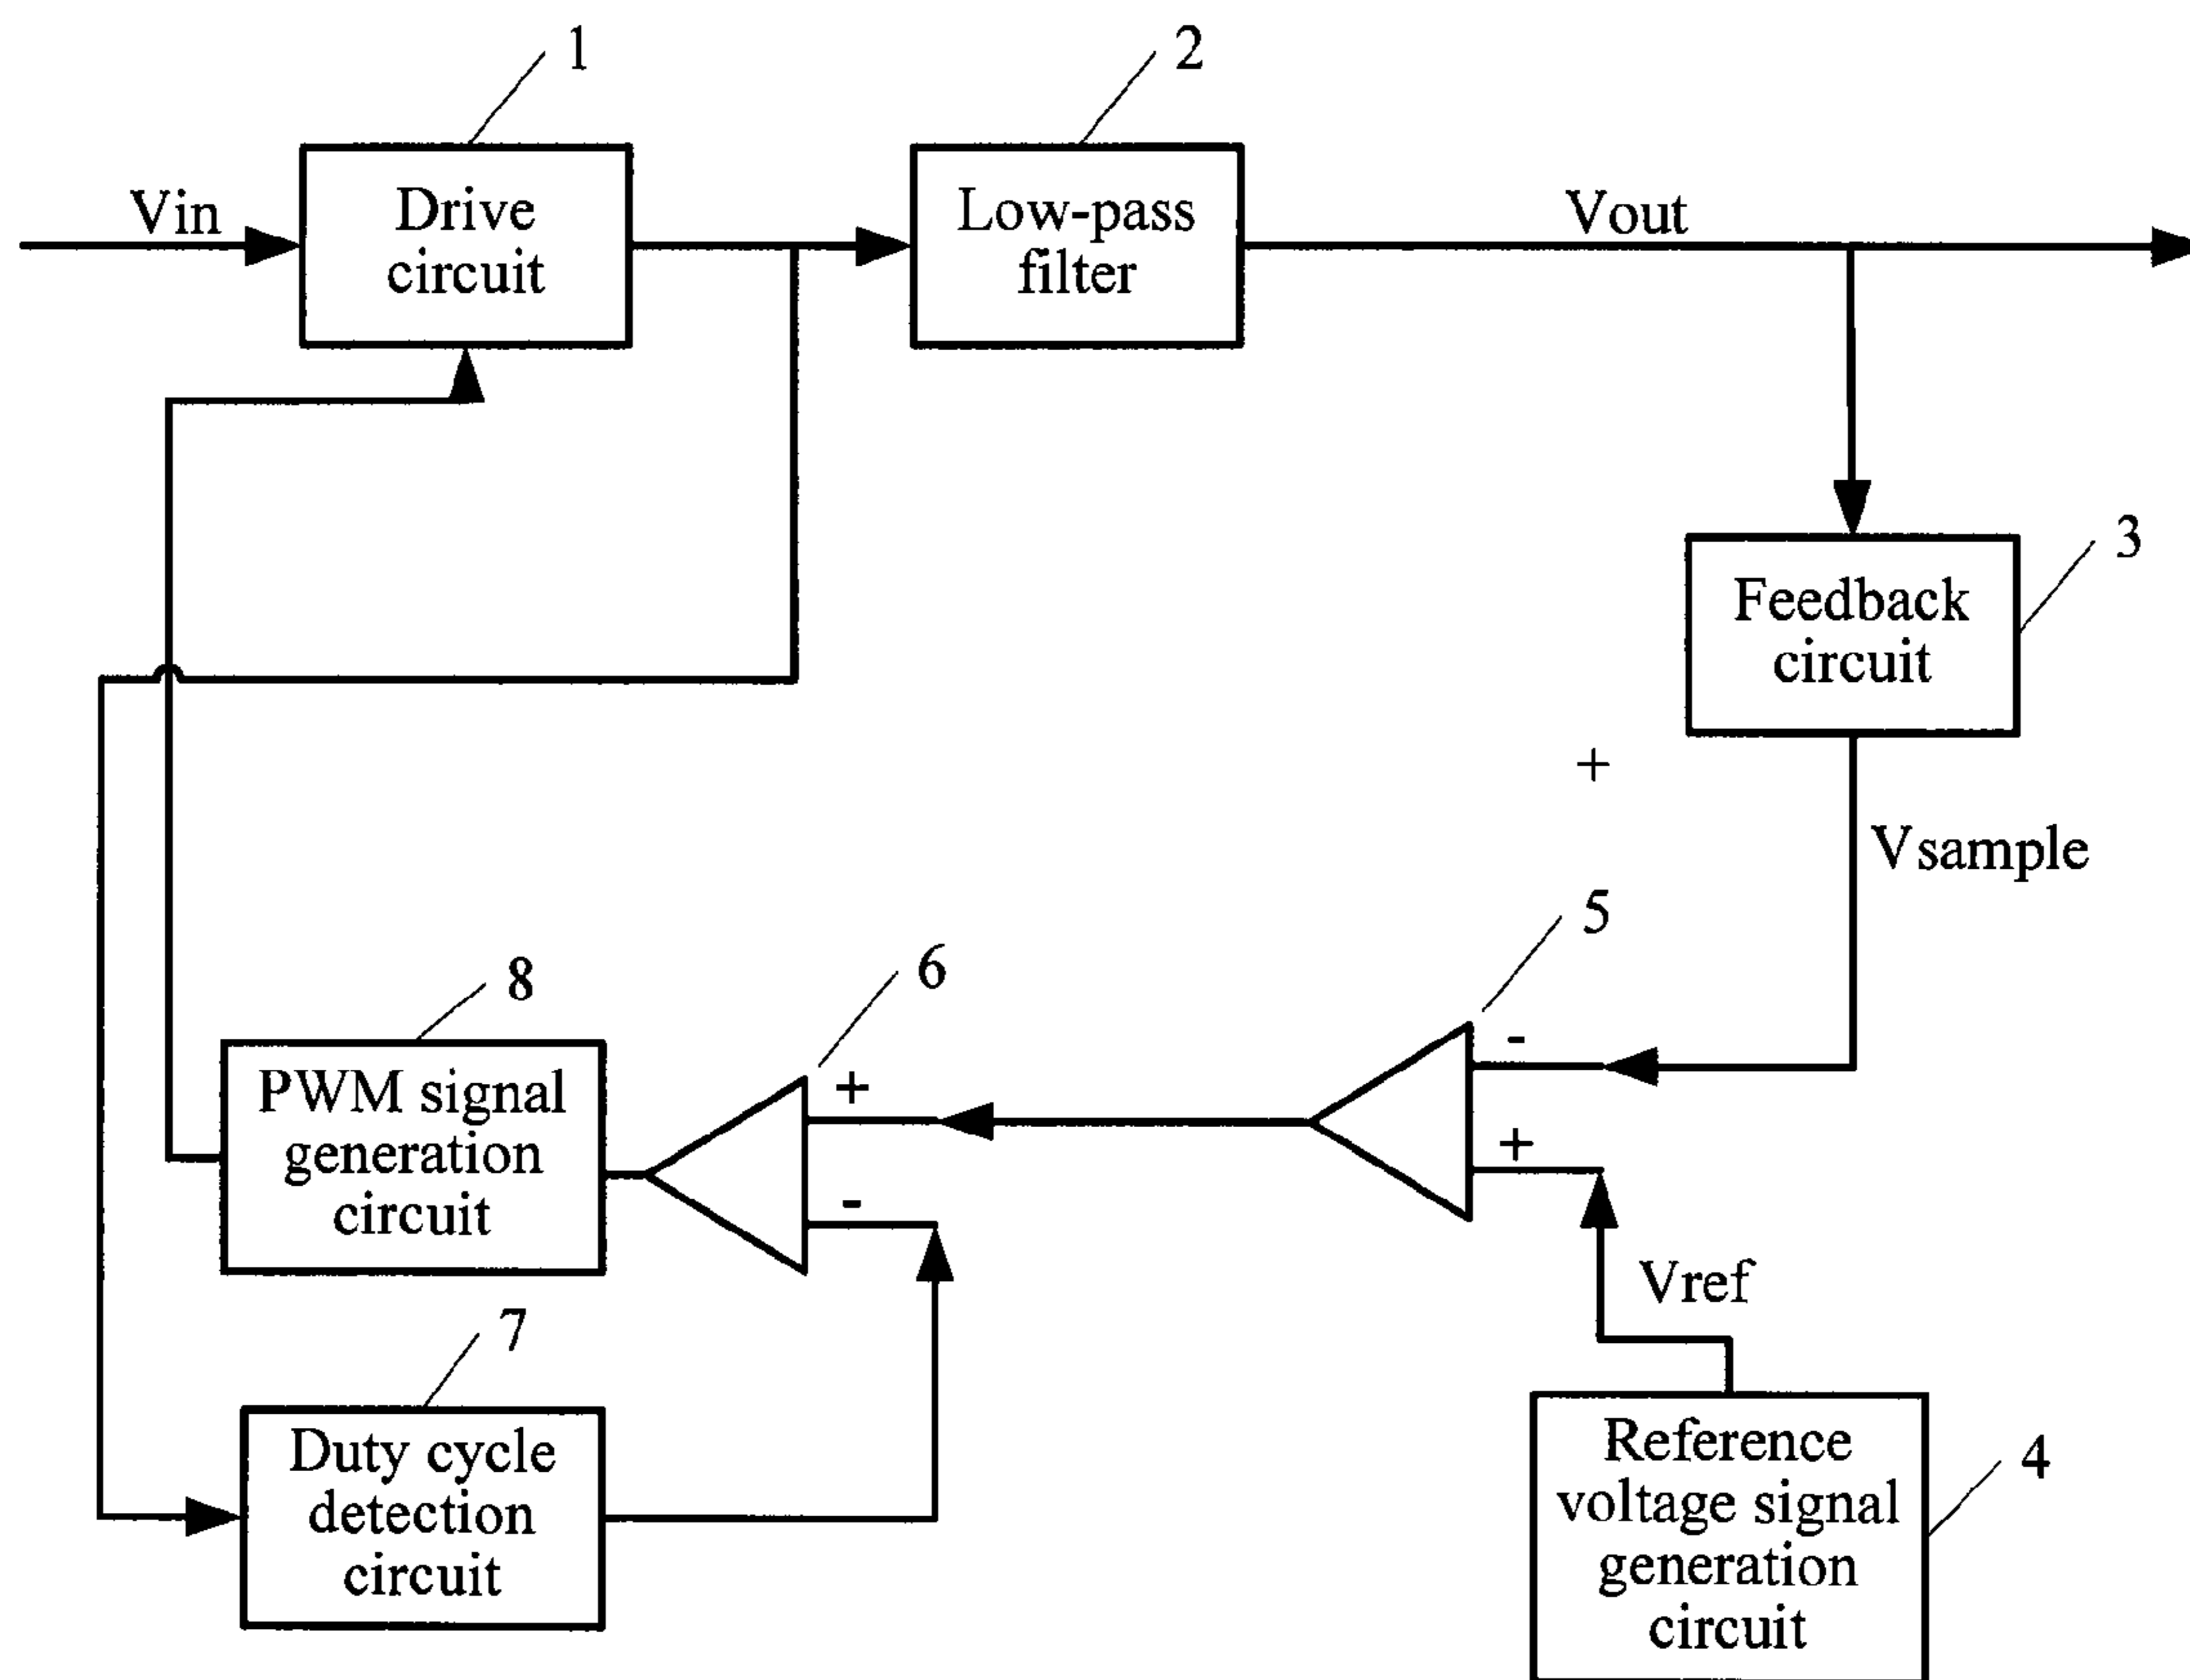 1
2
Vin
Drive
circuit
Low-pass
filter
Vout
3
Feedback
circuit
+
Vsample
5
6
8
-
+
PWM signal
generation
circuit
+
-
Vref
7
Duty cycle
detection
circuit
4
Reference
voltage signal
generation
circuit